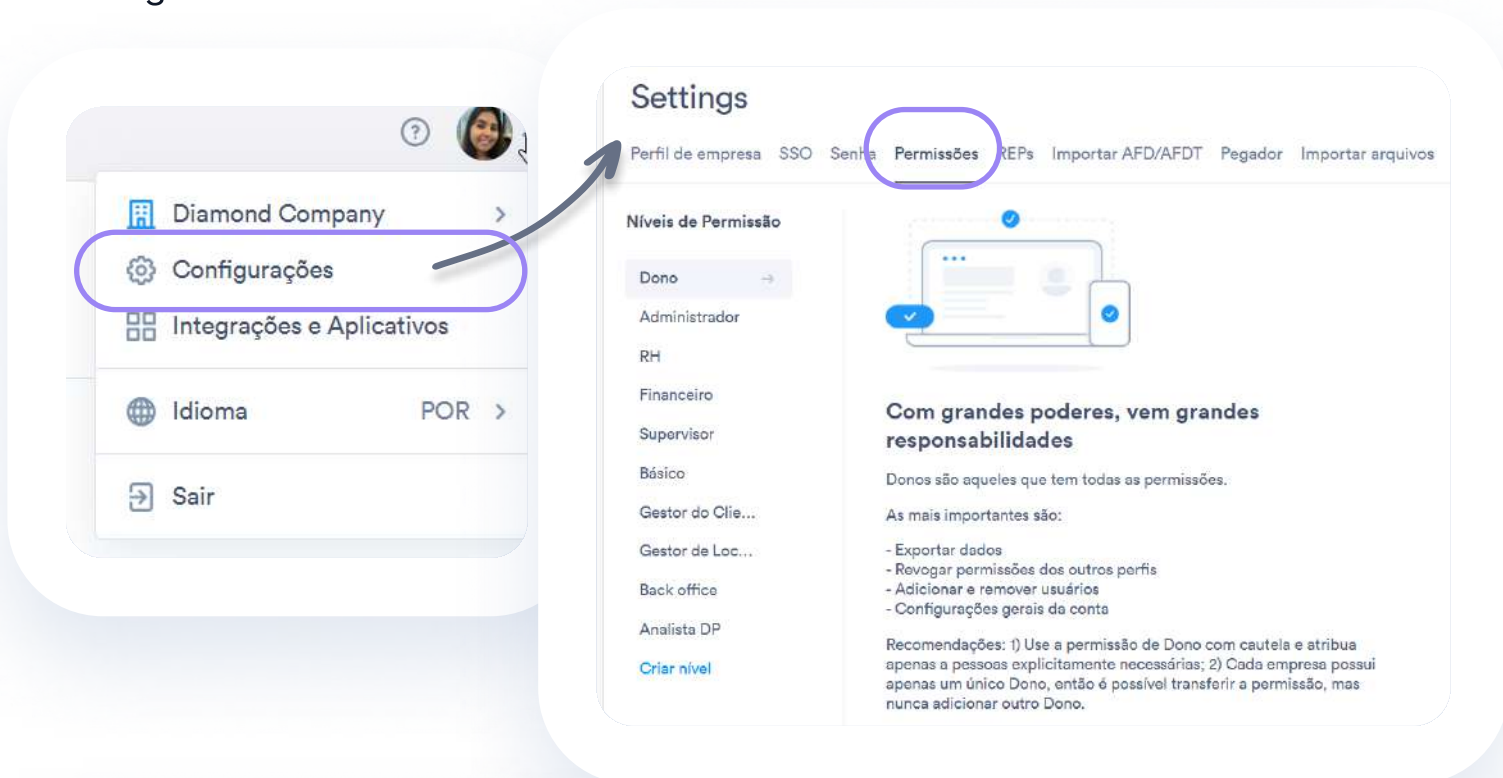 Diamond Company
Configurações
Integrações e Aplicativos
Idioma POR
Sair
Settings
Perfil de empresa SSO Senha Permissões REPs Importar AFD/AFDT Pegador Importar arquivos
Níveis de Permissão
Dono
Administrador
RH
Financeiro
Supervisor
Básico
Gestor do Clie...
Gestor de Loc...
Back office
Analista DP
Criar nível
Com grandes poderes, vem grandes
responsabilidades
Donos são aqueles que tem todas as permissões.
As mais importantes são:
- Exportar dados
- Revogar permissões dos outros perfis
- Adicionar e remover usuários
- Configurações gerais da conta
Recomendações: 1) Use a permissão de Dono com cautela e atribua
apenas a pessoas explicitamente necessárias; 2) Cada empresa possui
apenas um único Dono, então é possível transferir a permissão, mas
nunca adicionar outro Dono.